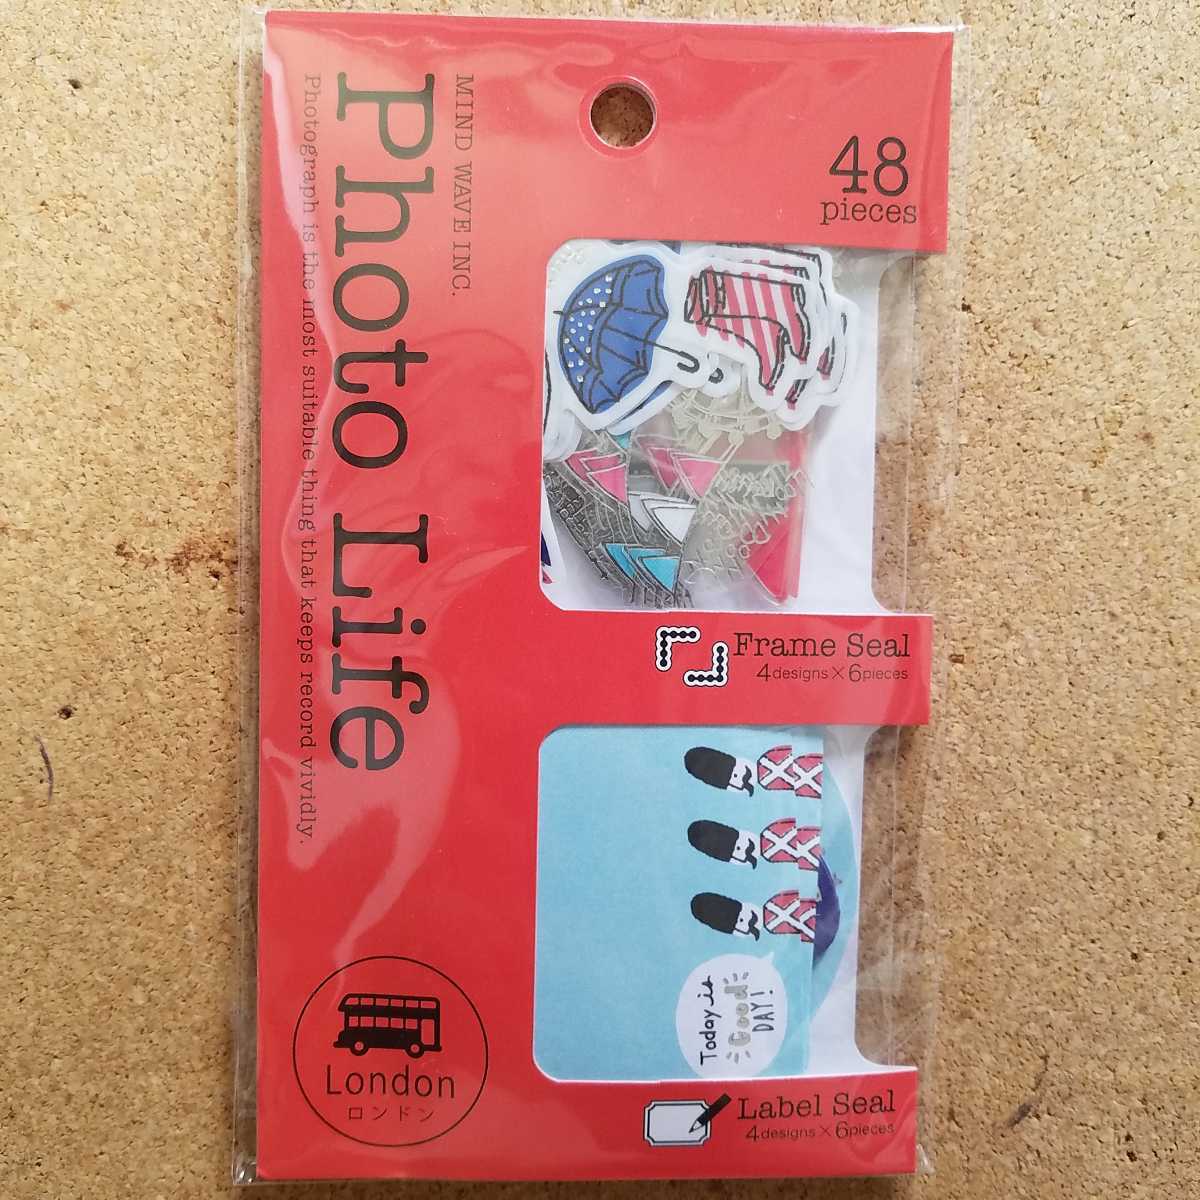 48
pieces
MIND WAVE INC.
Photo Life
Photograph is the most suitable thing that keeps record vividly.
Frame Seal
4designs×6pieces
Today is
Good
DAY!
London
ロンドン
Label Seal
4designs×6pieces